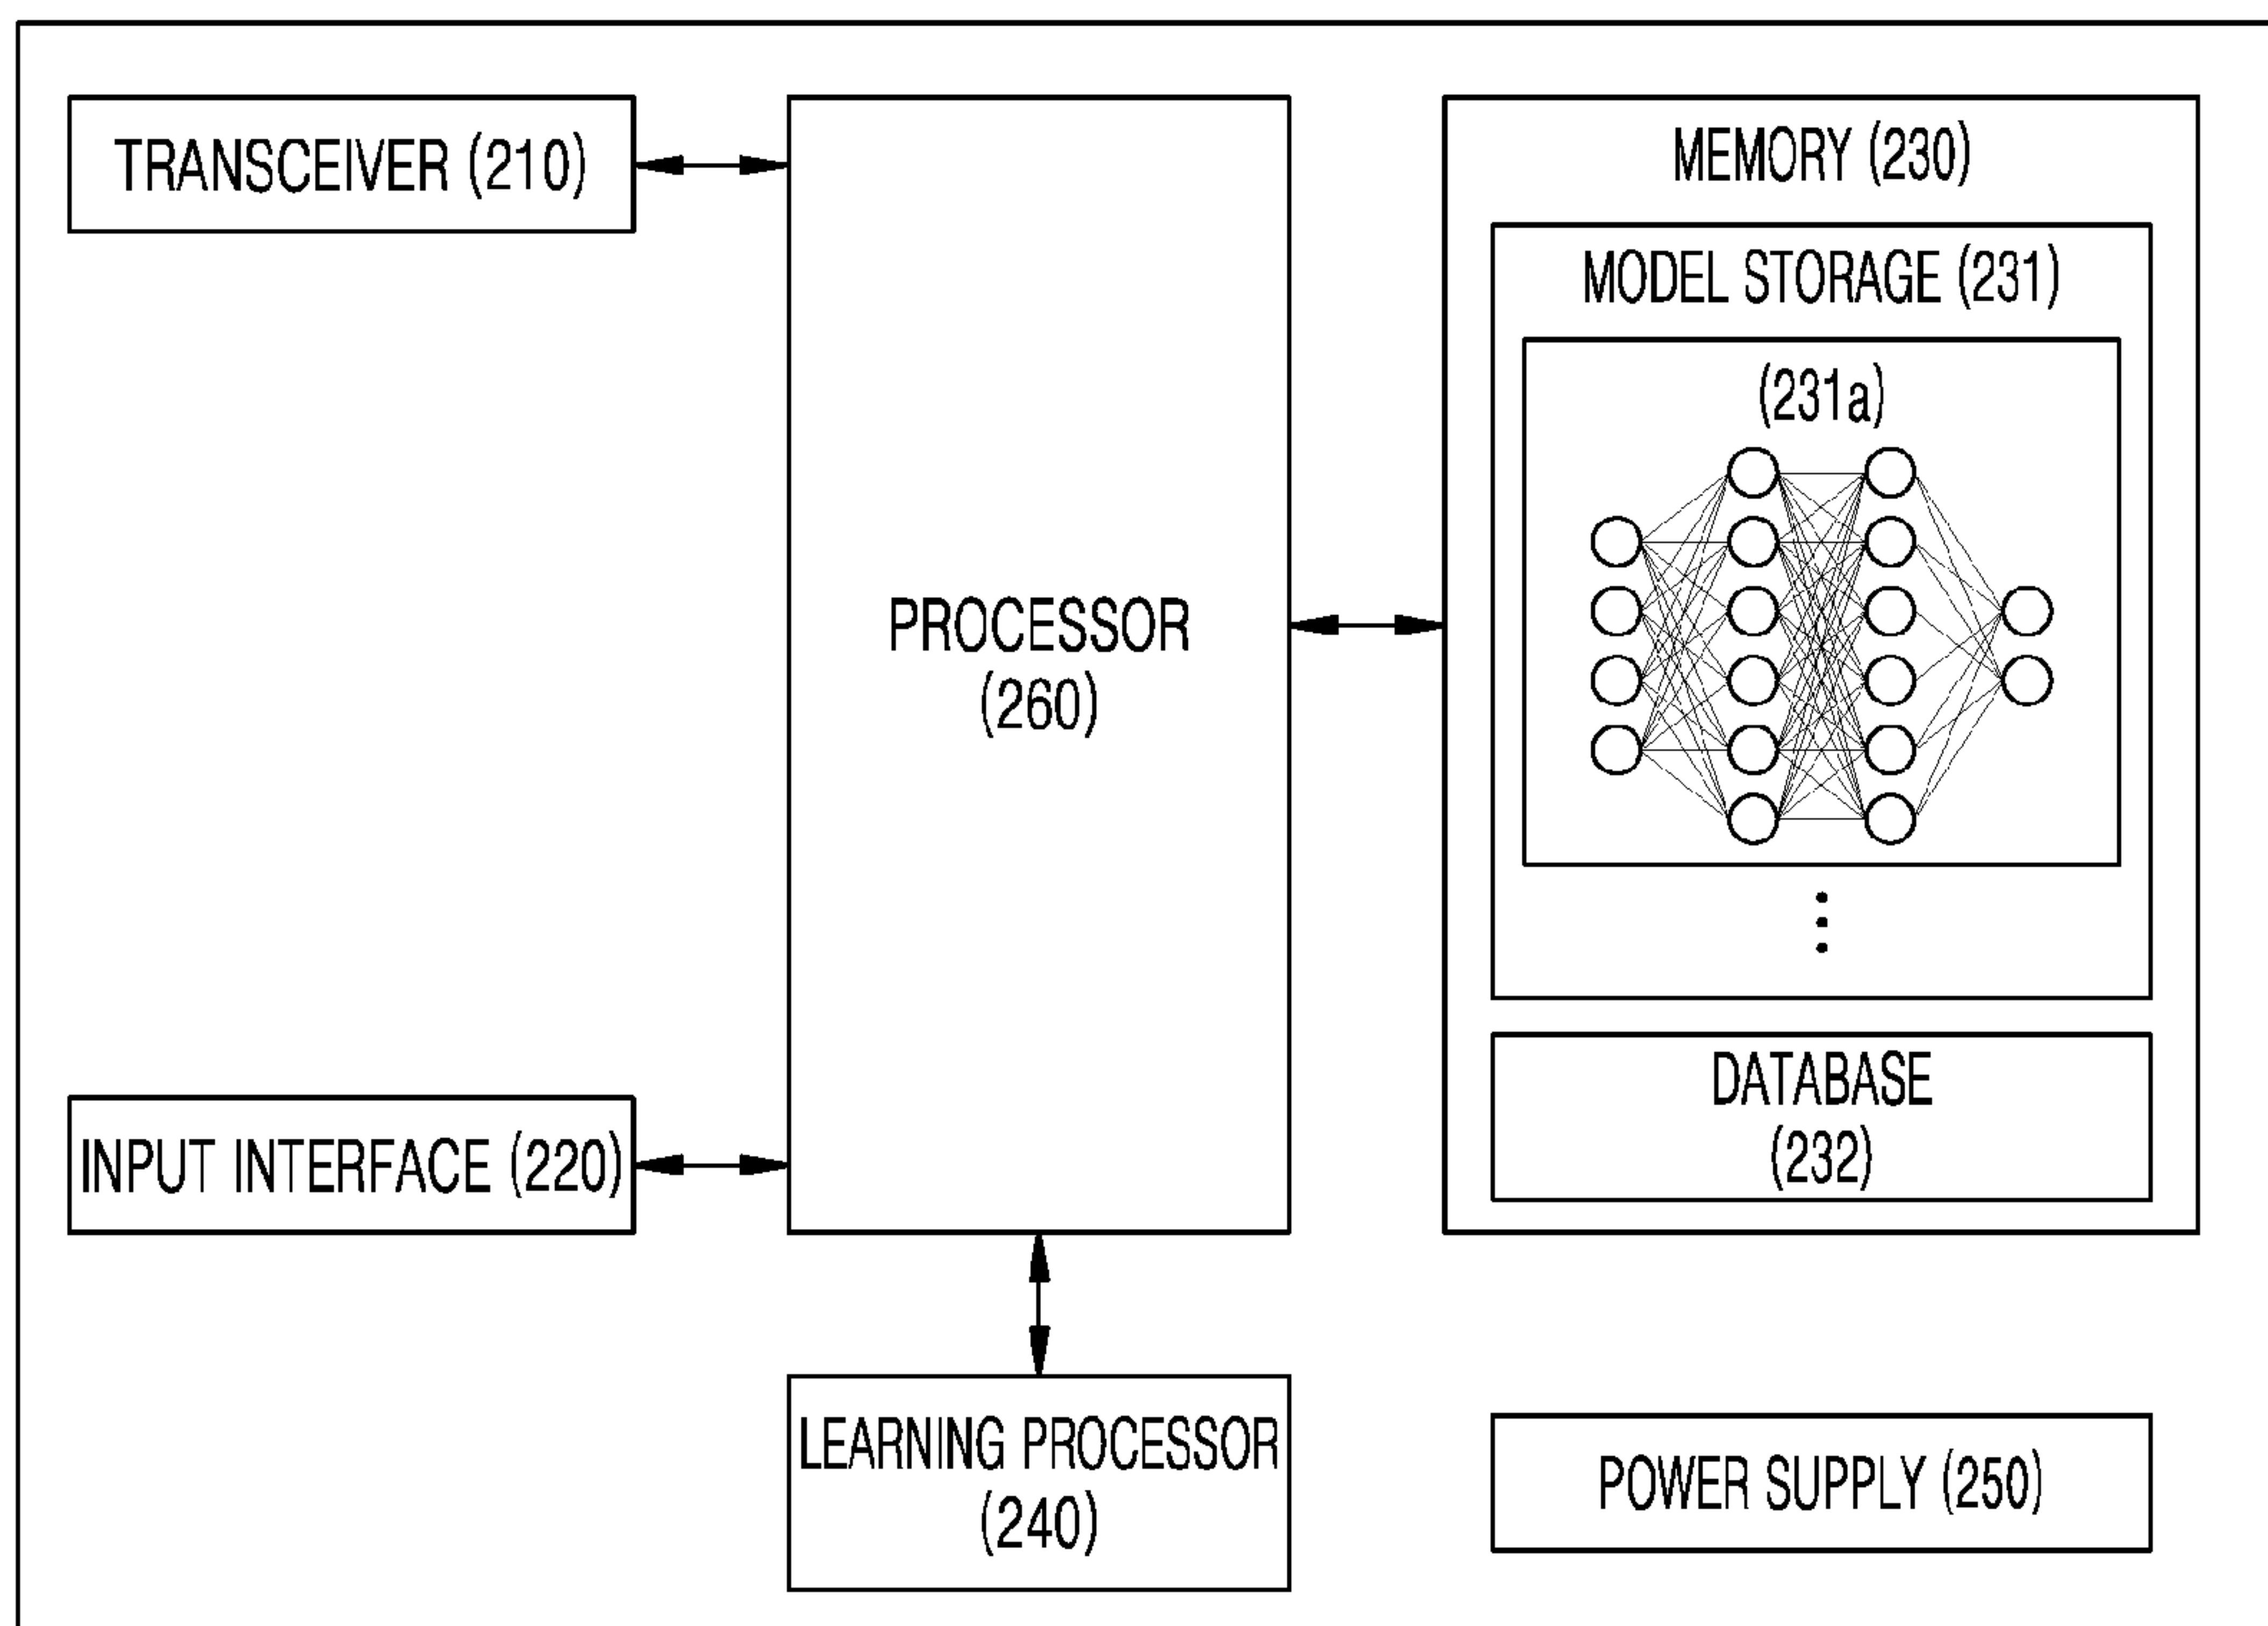 TRANSCEIVER (210)
INPUT INTERFACE (220)
PROCESSOR
(260)
LEARNING PROCESSOR
(240)
MEMORY (230)
MODEL STORAGE (231)
(231a)
DATABASE
(232)
POWER SUPPLY (250)